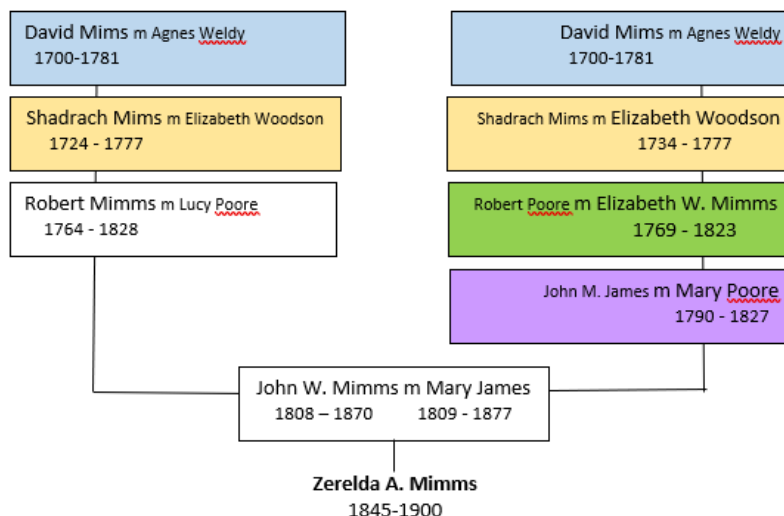 David Mims m Agnes Weldy
1700-1781
Shadrach Mims m Elizabeth Woodson
1724 - 1777
Robert Mimms m Lucy Poore
1764 - 1828
David Mims m Agnes Weldy
1700-1781
Shadrach Mims m Elizabeth Woodson
1734 - 1777
Robert Poore m Elizabeth W. Mimms
1769 - 1823
John M. James m Mary Poore
1790 - 1827
John W. Mimms m Mary James
1808 – 1870 1809 - 1877
Zerelda A. Mimms
1845-1900